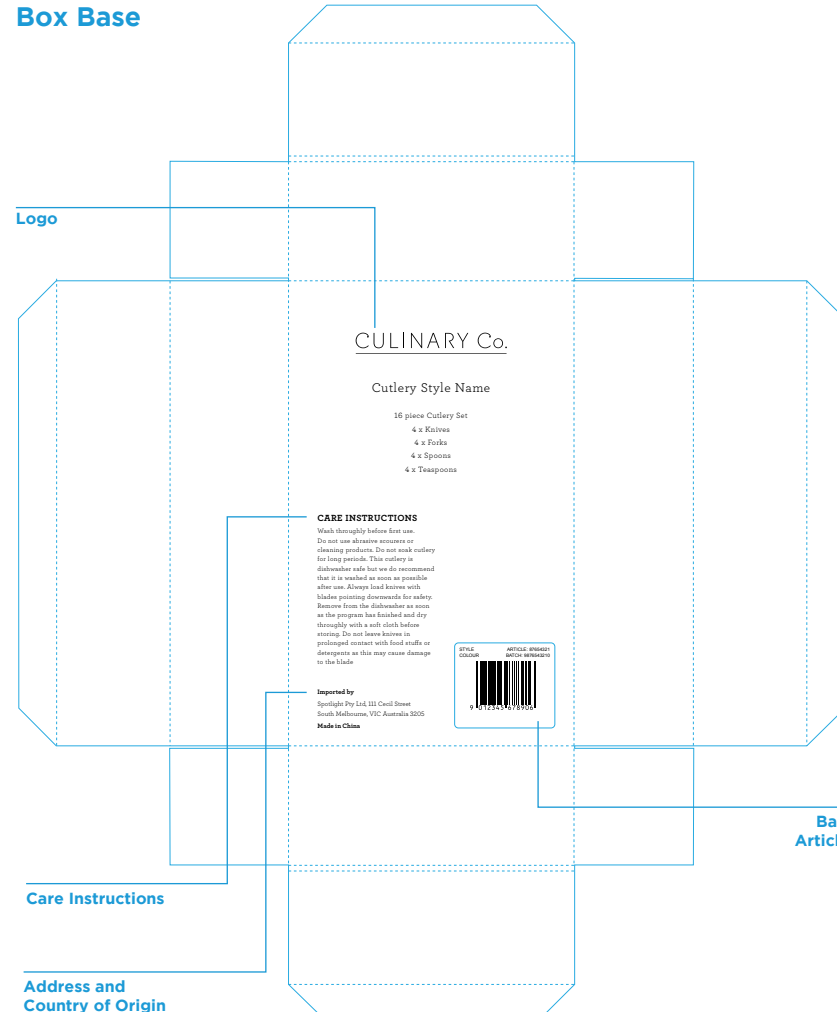 Box Base
Logo
CULINARY Co.
Cutlery Style Name
16 piece Cutlery Set
4 x Knives
4 x Forks
4 x Spoons
4 x Teaspoons
CARE INSTRUCTIONS
Wash throughly before first use.
Do not use abrasive scourers or
cleaning products. Do not soak cutlery
for long periods. This cutlery is
dishwasher safe but we do recommend
that it is washed as soon as possible
after use. Always load knives with
blades pointing downwards for safety.
Remove from the dishwasher as soon
as the program has finished and dry
throughly with a soft cloth before
storing. Do not leave knives in
prolonged contact with food stuffs or
detergents as this may cause damage
to the blade
Imported by
Spotlight Pty Ltd, 111 Cecil Street
South Melbourne, VIC Australia 3205
Made in China
STYLE ARTICLE: 87654321
COLOUR BATCH: 9876543210
9 012345 678906
Ba
Articl
Care Instructions
Address and
Country of Origin